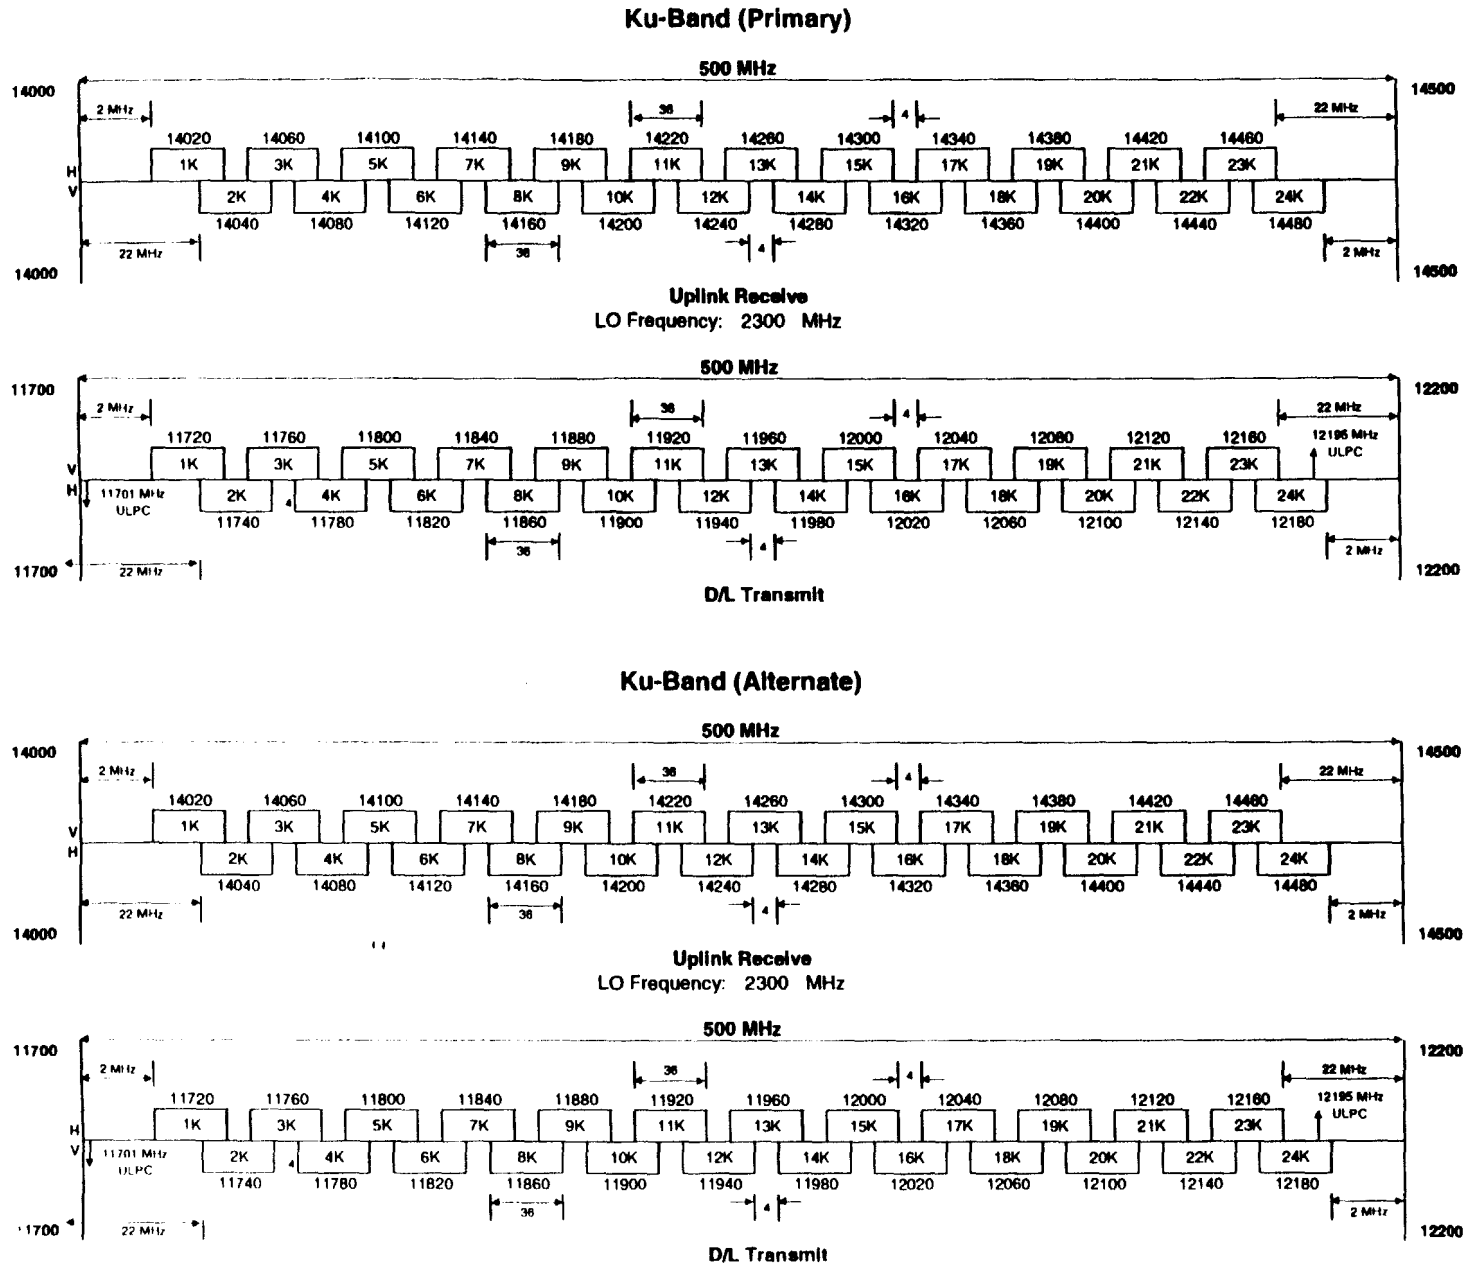 Ku-Band (Primary)
500 MHz
14000 14500
2 MHz 36 4 22 MHz
14020 14060 14100 14140 14180 14220 14260 14300 14340 14380 14420 14460
H 1K 3K 5K 7K 9K 11K 13K 15K 17K 19K 21K 23K
V 2K 4K 6K 8K 10K 12K 14K 16K 18K 20K 22K 24K
14040 14080 14120 14160 14200 14240 14280 14320 14360 14400 14440 14480
22 MHz 36 4 2 MHz
14000 14500
Uplink Receive
LO Frequency: 2300 MHz
500 MHz
11700 12200
2 MHz 36 4 22 MHz
11720 11760 11800 11840 11880 11920 11960 12000 12040 12080 12120 12160 12195 MHz
V 1K 3K 5K 7K 9K 11K 13K 15K 17K 19K 21K 23K ULPC
H 11701 MHz 2K 4 4K 6K 8K 10K 12K 14K 16K 18K 20K 22K 24K
ULPC 11740 11780 11820 11860 11900 11940 11980 12020 12060 12100 12140 12180
22 MHz 36 4 2 MHz
11700 12200
D/L Transmit
Ku-Band (Alternate)
500 MHz
14000 14500
2 MHz 36 4 22 MHz
14020 14060 14100 14140 14180 14220 14260 14300 14340 14380 14420 14460
V 1K 3K 5K 7K 9K 11K 13K 15K 17K 19K 21K 23K
H 2K 4K 6K 8K 10K 12K 14K 16K 18K 20K 22K 24K
14040 14080 14120 14160 14200 14240 14280 14320 14360 14400 14440 14480
22 MHz 36 4 2 MHz
14000 14500
Uplink Receive
LO Frequency: 2300 MHz
500 MHz
11700 12200
2 MHz 36 4 22 MHz
11720 11760 11800 11840 11880 11920 11960 12000 12040 12080 12120 12160 12195 MHz
H 1K 3K 5K 7K 9K 11K 13K 15K 17K 19K 21K 23K ULPC
V 11701 MHz 2K 4 4K 6K 8K 10K 12K 14K 16K 18K 20K 22K 24K
ULPC 11740 11780 11820 11860 11900 11940 11980 12020 12060 12100 12140 12180
22 MHz 36 4 2 MHz
11700 12200
D/L Transmit